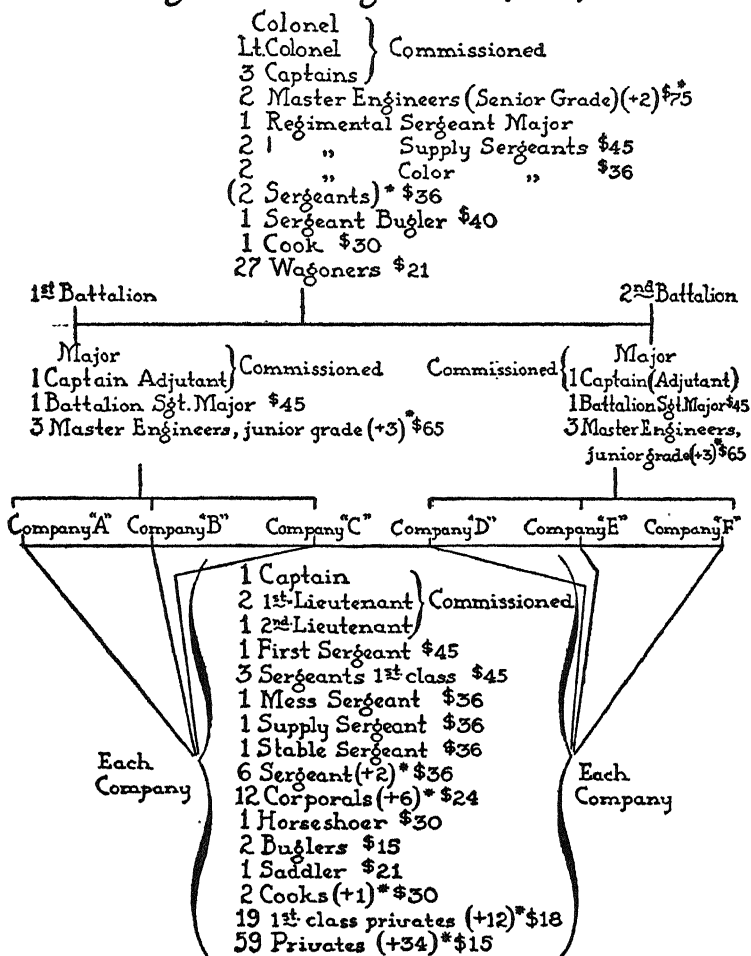 Colonel
Lt. Colonel } Commissioned
3 Captains
2 Master Engineers (Senior Grade) (+2) $75*
1 Regimental Sergeant Major
2 1 „ Supply Sergeants $45
2 „ Color „ $36
(2 Sergeants)* $36
1 Sergeant Bugler $40
1 Cook $30
27 Wagoners $21
1st Battalion
2nd Battalion
Major
1 Captain Adjutant } Commissioned
1 Battalion Sgt. Major $45
3 Master Engineers, junior grade (+3)* $65
Commissioned { Major
1 Captain (Adjutant)
1 Battalion Sgt. Major $45
3 Master Engineers,
junior grade (+3)* $65
Company "A" Company "B" Company "C" Company "D" Company "E" Company "F"
1 Captain
2 1st Lieutenant } Commissioned
1 2nd Lieutenant
1 First Sergeant $45
3 Sergeants 1st class $45
1 Mess Sergeant $36
1 Supply Sergeant $36
1 Stable Sergeant $36
6 Sergeant (+2)* $36
12 Corporals (+6)* $24
1 Horseshoer $30
2 Buglers $15
1 Saddler $21
2 Cooks (+1)* $30
19 1st class privates (+12)* $18
59 Privates (+34)* $15
Each
Company
Each
Company